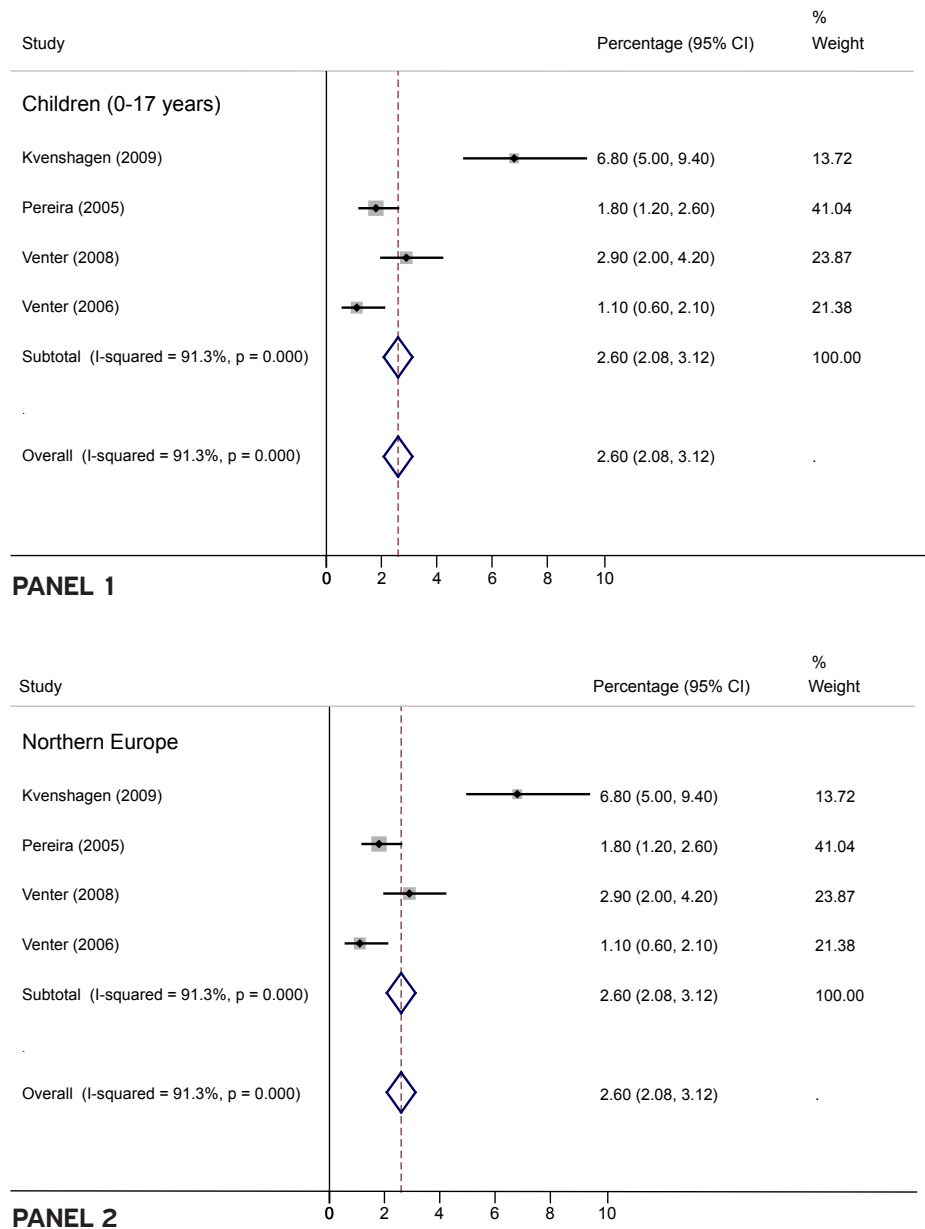 %
Study Percentage (95% CI) Weight
Children (0-17 years)
Kvenshagen (2009) 6.80 (5.00, 9.40) 13.72
Pereira (2005) 1.80 (1.20, 2.60) 41.04
Venter (2008) 2.90 (2.00, 4.20) 23.87
Venter (2006) 1.10 (0.60, 2.10) 21.38
Subtotal (I-squared = 91.3%, p = 0.000) 2.60 (2.08, 3.12) 100.00
.
Overall (I-squared = 91.3%, p = 0.000) 2.60 (2.08, 3.12) .
0 2 4 6 8 10
PANEL 1
%
Study Percentage (95% CI) Weight
Northern Europe
Kvenshagen (2009) 6.80 (5.00, 9.40) 13.72
Pereira (2005) 1.80 (1.20, 2.60) 41.04
Venter (2008) 2.90 (2.00, 4.20) 23.87
Venter (2006) 1.10 (0.60, 2.10) 21.38
Subtotal (I-squared = 91.3%, p = 0.000) 2.60 (2.08, 3.12) 100.00
.
Overall (I-squared = 91.3%, p = 0.000) 2.60 (2.08, 3.12) .
0 2 4 6 8 10
PANEL 2